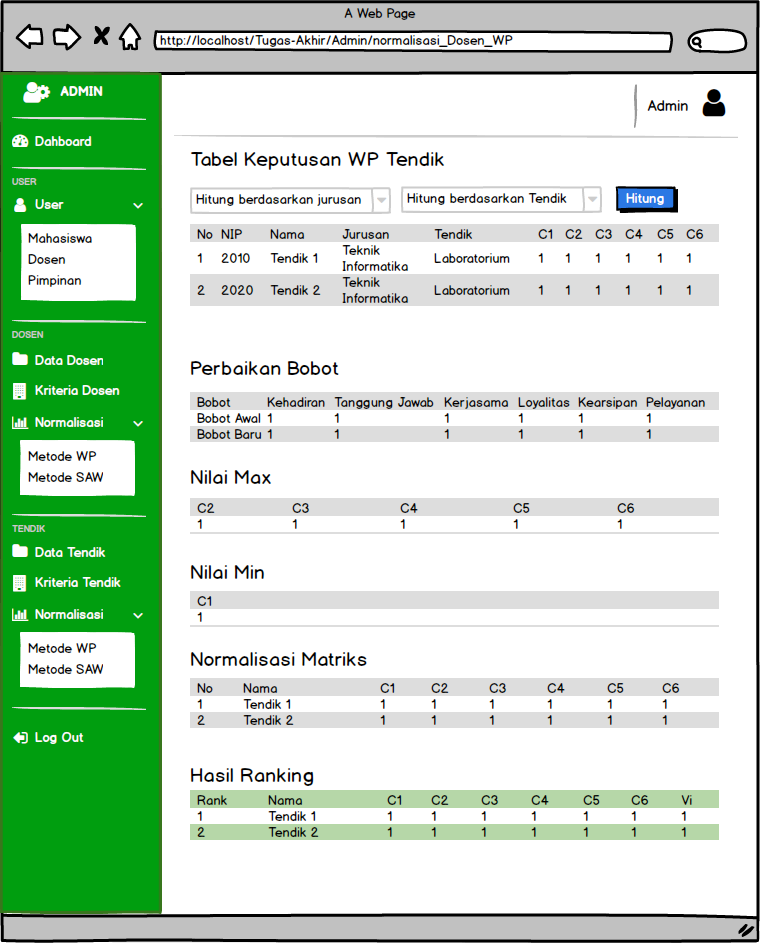 A Web Page
http://localhost/Tugas-Akhir/Admin/normalisasi_Dosen_WP
ADMIN
Dahboard
USER
User
Mahasiswa
Dosen
Pimpinan
DOSEN
Data Dosen
Kriteria Dosen
Normalisasi
Metode WP
Metode SAW
TENDIK
Data Tendik
Kriteria Tendik
Normalisasi
Metode WP
Metode SAW
Log Out
Admin
Tabel Keputusan WP Tendik
Hitung berdasarkan jurusan Hitung berdasarkan Tendik Hitung
No NIP Nama Jurusan Tendik C1 C2 C3 C4 C5 C6
1 2010 Tendik 1 Teknik Informatika Laboratorium 1 1 1 1 1 1
2 2020 Tendik 2 Teknik Informatika Laboratorium 1 1 1 1 1 1
Perbaikan Bobot
Bobot Kehadiran Tanggung Jawab Kerjasama Loyalitas Kearsipan Pelayanan
Bobot Awal 1 1 1 1 1 1
Bobot Baru 1 1 1 1 1 1
Nilai Max
C2 C3 C4 C5 C6
1 1 1 1 1
Nilai Min
C1
1
Normalisasi Matriks
No Nama C1 C2 C3 C4 C5 C6
1 Tendik 1 1 1 1 1 1 1
2 Tendik 2 1 1 1 1 1 1
Hasil Ranking
Rank Nama C1 C2 C3 C4 C5 C6 Vi
1 Tendik 1 1 1 1 1 1 1 1
2 Tendik 2 1 1 1 1 1 1 1